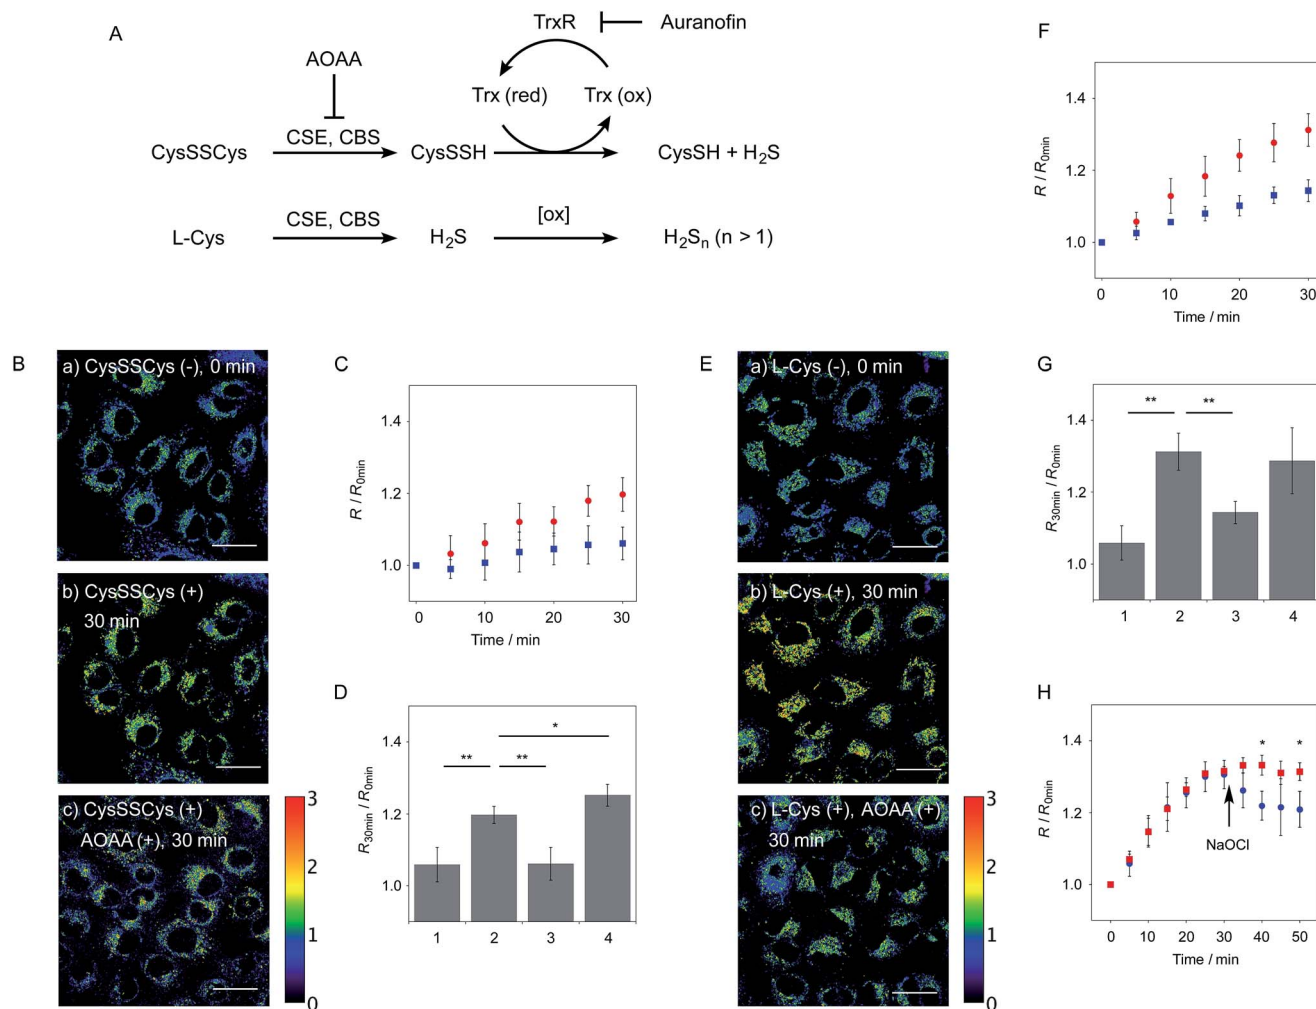 A
TrxR
Auranofin
AOAA
Trx (red)
Trx (ox)
CysSSCys
CSE, CBS
CysSSH
CysSH + H₂S
L-Cys
CSE, CBS
H₂S
[ox]
H₂Sₙ (n > 1)
B
a) CysSSCys (-), 0 min
b) CysSSCys (+)
30 min
c) CysSSCys (+)
AOAA (+), 30 min
3
2
1
0
C
R / R0min
1.4
1.2
1.0
0
10
20
30
Time / min
D
R30min / R0min
1.4
1.2
1.0
**
**
*
1
2
3
4
E
a) L-Cys (-), 0 min
b) L-Cys (+), 30 min
c) L-Cys (+), AOAA (+)
30 min
3
2
1
0
F
R / R0min
1.4
1.2
1.0
0
10
20
30
Time / min
G
R30min / R0min
1.4
1.2
1.0
**
**
1
2
3
4
H
R / R0min
1.4
1.2
1.0
*
*
NaOCl
0
10
20
30
40
50
Time / min